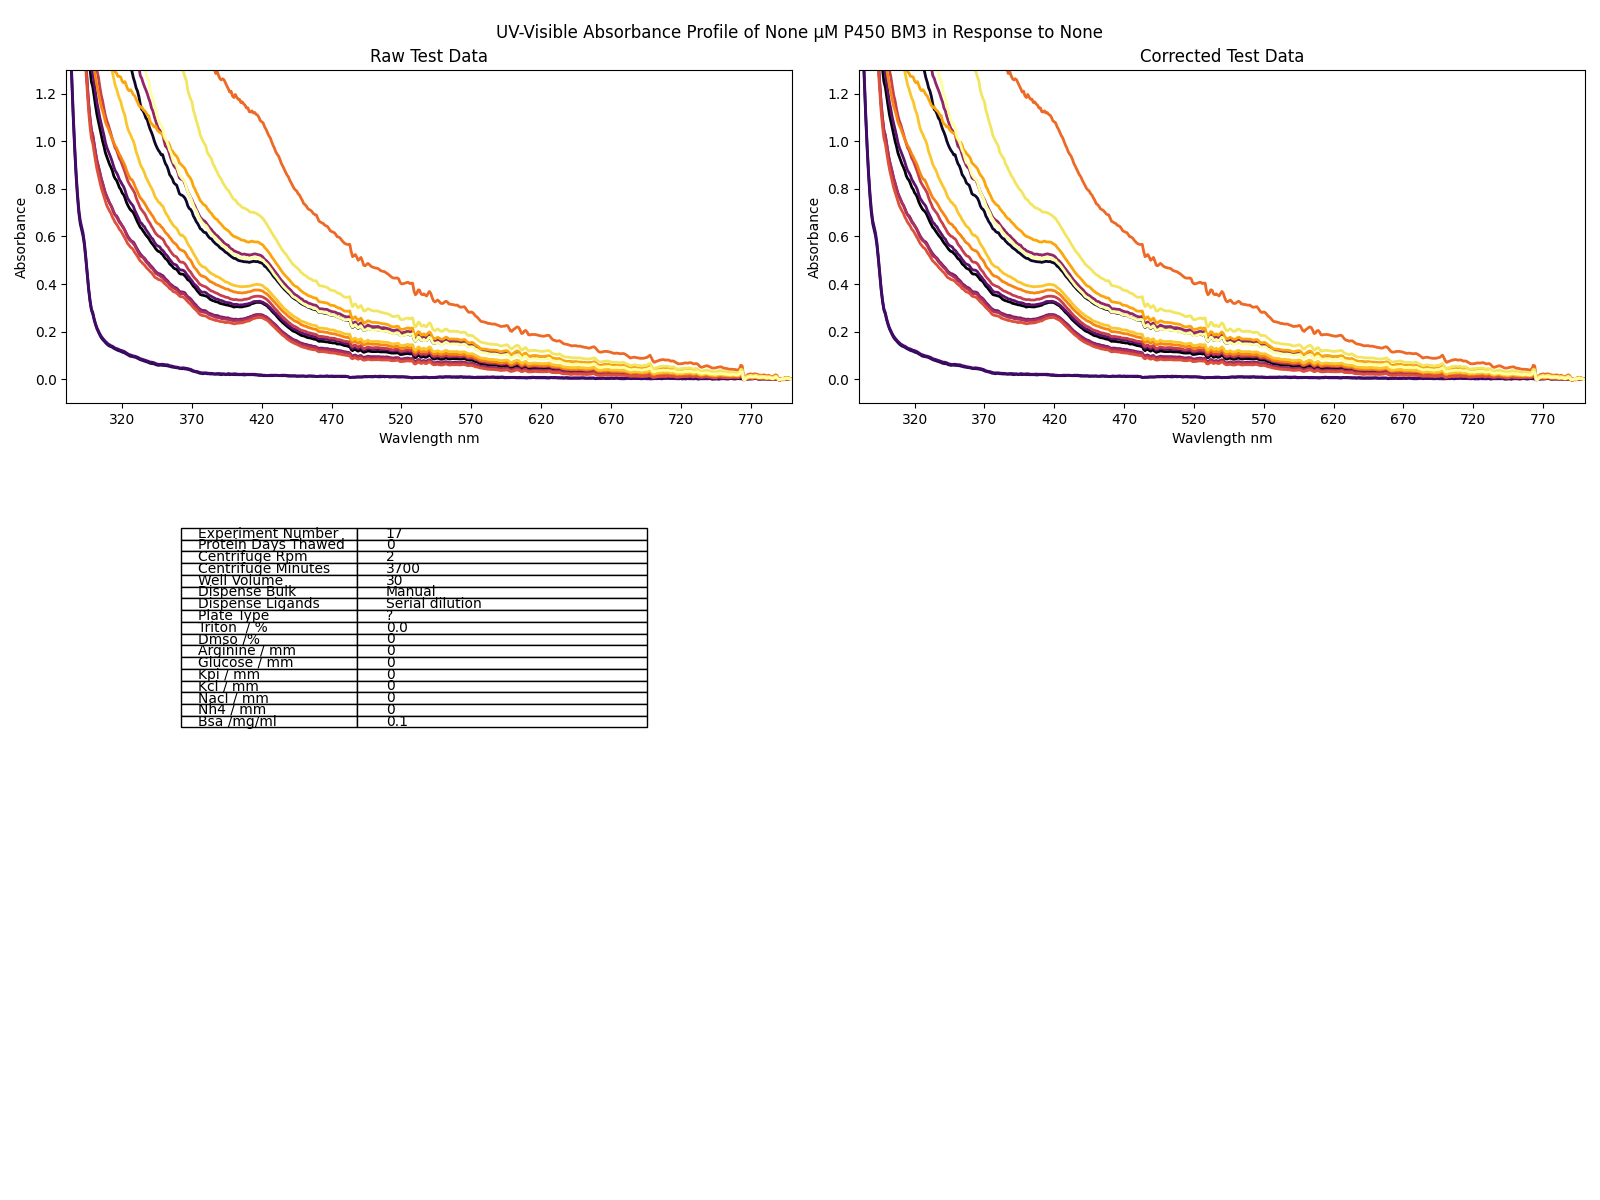 UV-Visible Absorbance Profile of None μM P450 BM3 in Response to None
Raw Test Data
1.2
1.0
0.8
0.6
0.4
0.2
0.0
Absorbance
320 370 420 470 520 570 620 670 720 770
Wavlength nm
Corrected Test Data
1.2
1.0
0.8
0.6
0.4
0.2
0.0
Absorbance
320 370 420 470 520 570 620 670 720 770
Wavlength nm
Experiment Number 17
Protein Days Thawed 0
Centrifuge Rpm 2
Centrifuge Minutes 3700
Well Volume 30
Dispense Bulk Manual
Dispense Ligands Serial dilution
Plate Type ?
Triton / % 0.0
Dmso /% 0
Arginine / mm 0
Glucose / mm 0
Kpi / mm 0
Kcl / mm 0
Nacl / mm 0
Nh4 / mm 0
Bsa /mg/ml 0.1